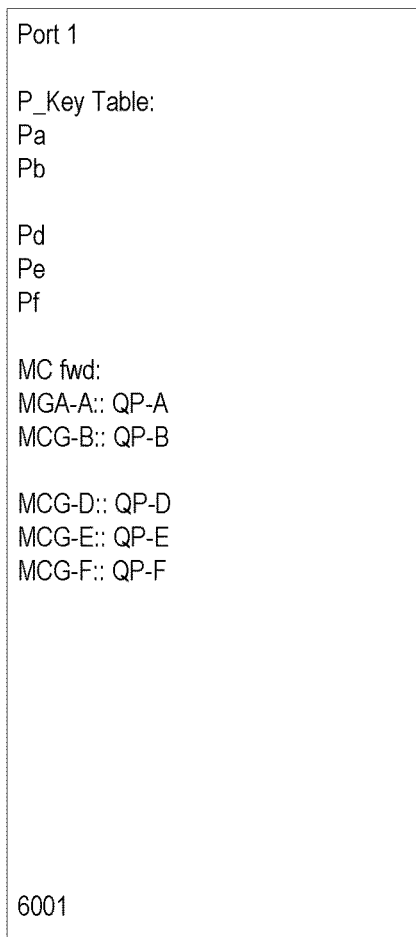 Port 1
P_Key Table:
Pa
Pb
Pd
Pe
Pf
MC fwd:
MGA-A:: QP-A
MCG-B:: QP-B
MCG-D:: QP-D
MCG-E:: QP-E
MCG-F:: QP-F
6001